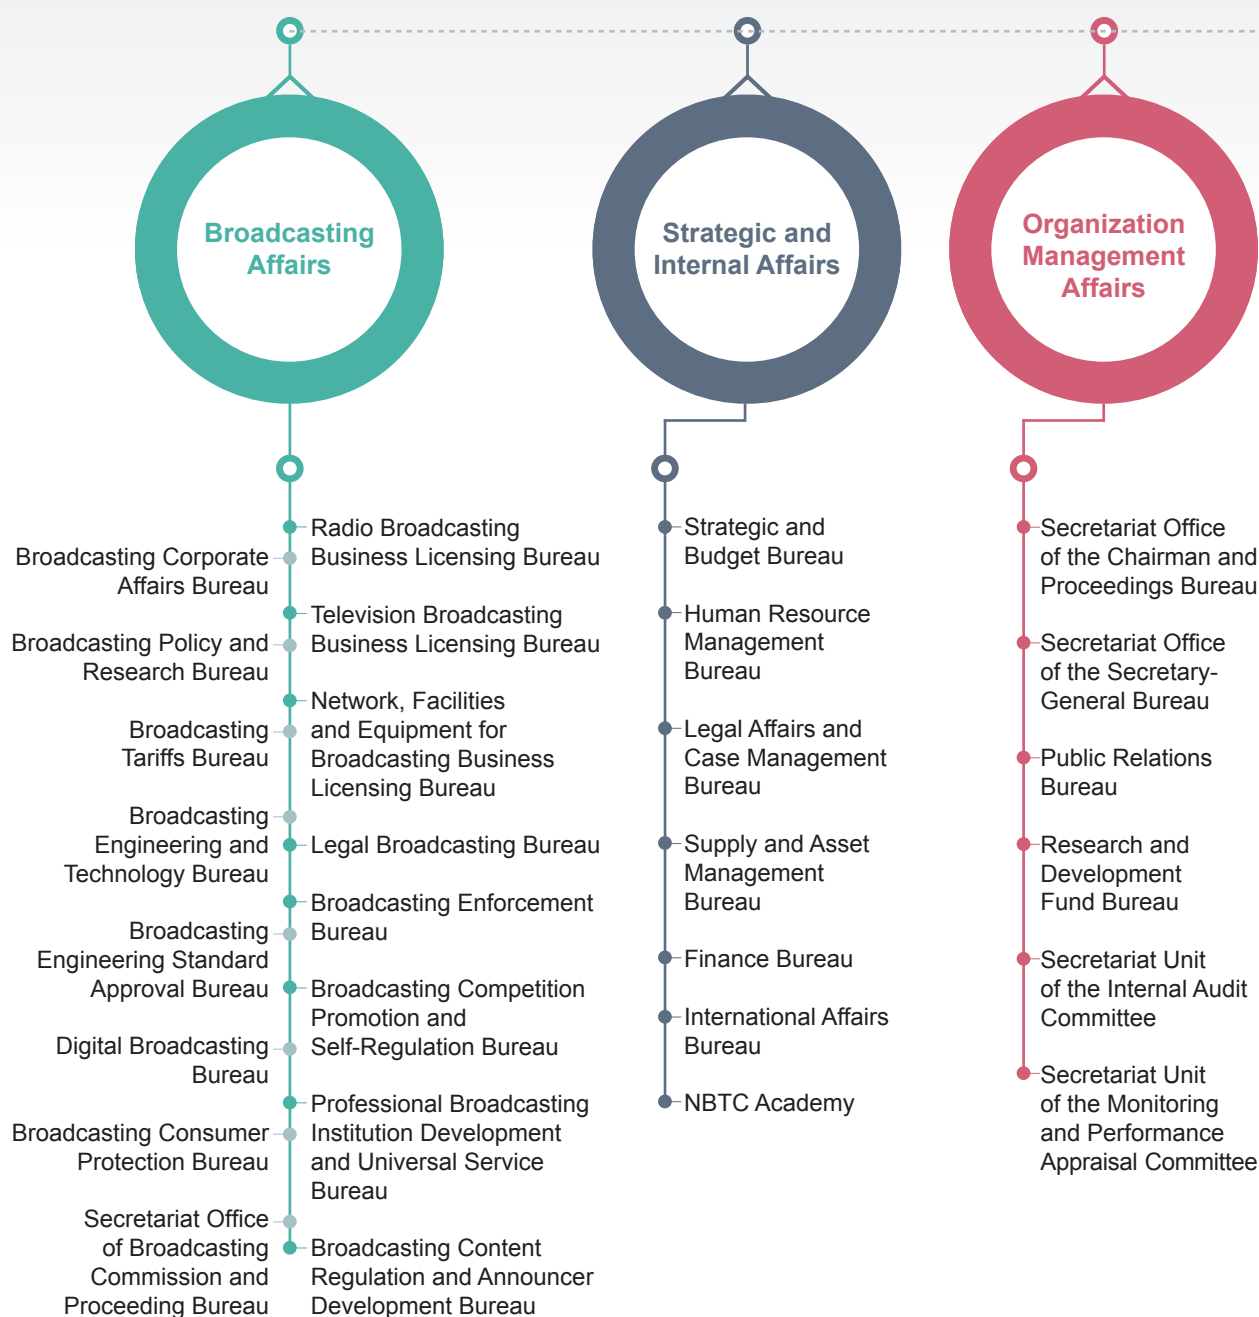 Broadcasting
Affairs
Strategic and
Internal Affairs
Organization
Management
Affairs
Broadcasting Corporate
Affairs Bureau
Broadcasting Policy and
Research Bureau
Broadcasting
Tariffs Bureau
Broadcasting
Engineering and
Technology Bureau
Broadcasting
Engineering Standard
Approval Bureau
Digital Broadcasting
Bureau
Broadcasting Consumer
Protection Bureau
Secretariat Office
of Broadcasting
Commission and
Proceeding Bureau
Radio Broadcasting
Business Licensing Bureau
Television Broadcasting
Business Licensing Bureau
Network, Facilities
and Equipment for
Broadcasting Business
Licensing Bureau
Legal Broadcasting Bureau
Broadcasting Enforcement
Bureau
Broadcasting Competition
Promotion and
Self-Regulation Bureau
Professional Broadcasting
Institution Development
and Universal Service
Bureau
Broadcasting Content
Regulation and Announcer
Development Bureau
Strategic and
Budget Bureau
Human Resource
Management
Bureau
Legal Affairs and
Case Management
Bureau
Supply and Asset
Management
Bureau
Finance Bureau
International Affairs
Bureau
NBTC Academy
Secretariat Office
of the Chairman and
Proceedings Bureau
Secretariat Office
of the Secretary-
General Bureau
Public Relations
Bureau
Research and
Development
Fund Bureau
Secretariat Unit
of the Internal Audit
Committee
Secretariat Unit
of the Monitoring
and Performance
Appraisal Committee